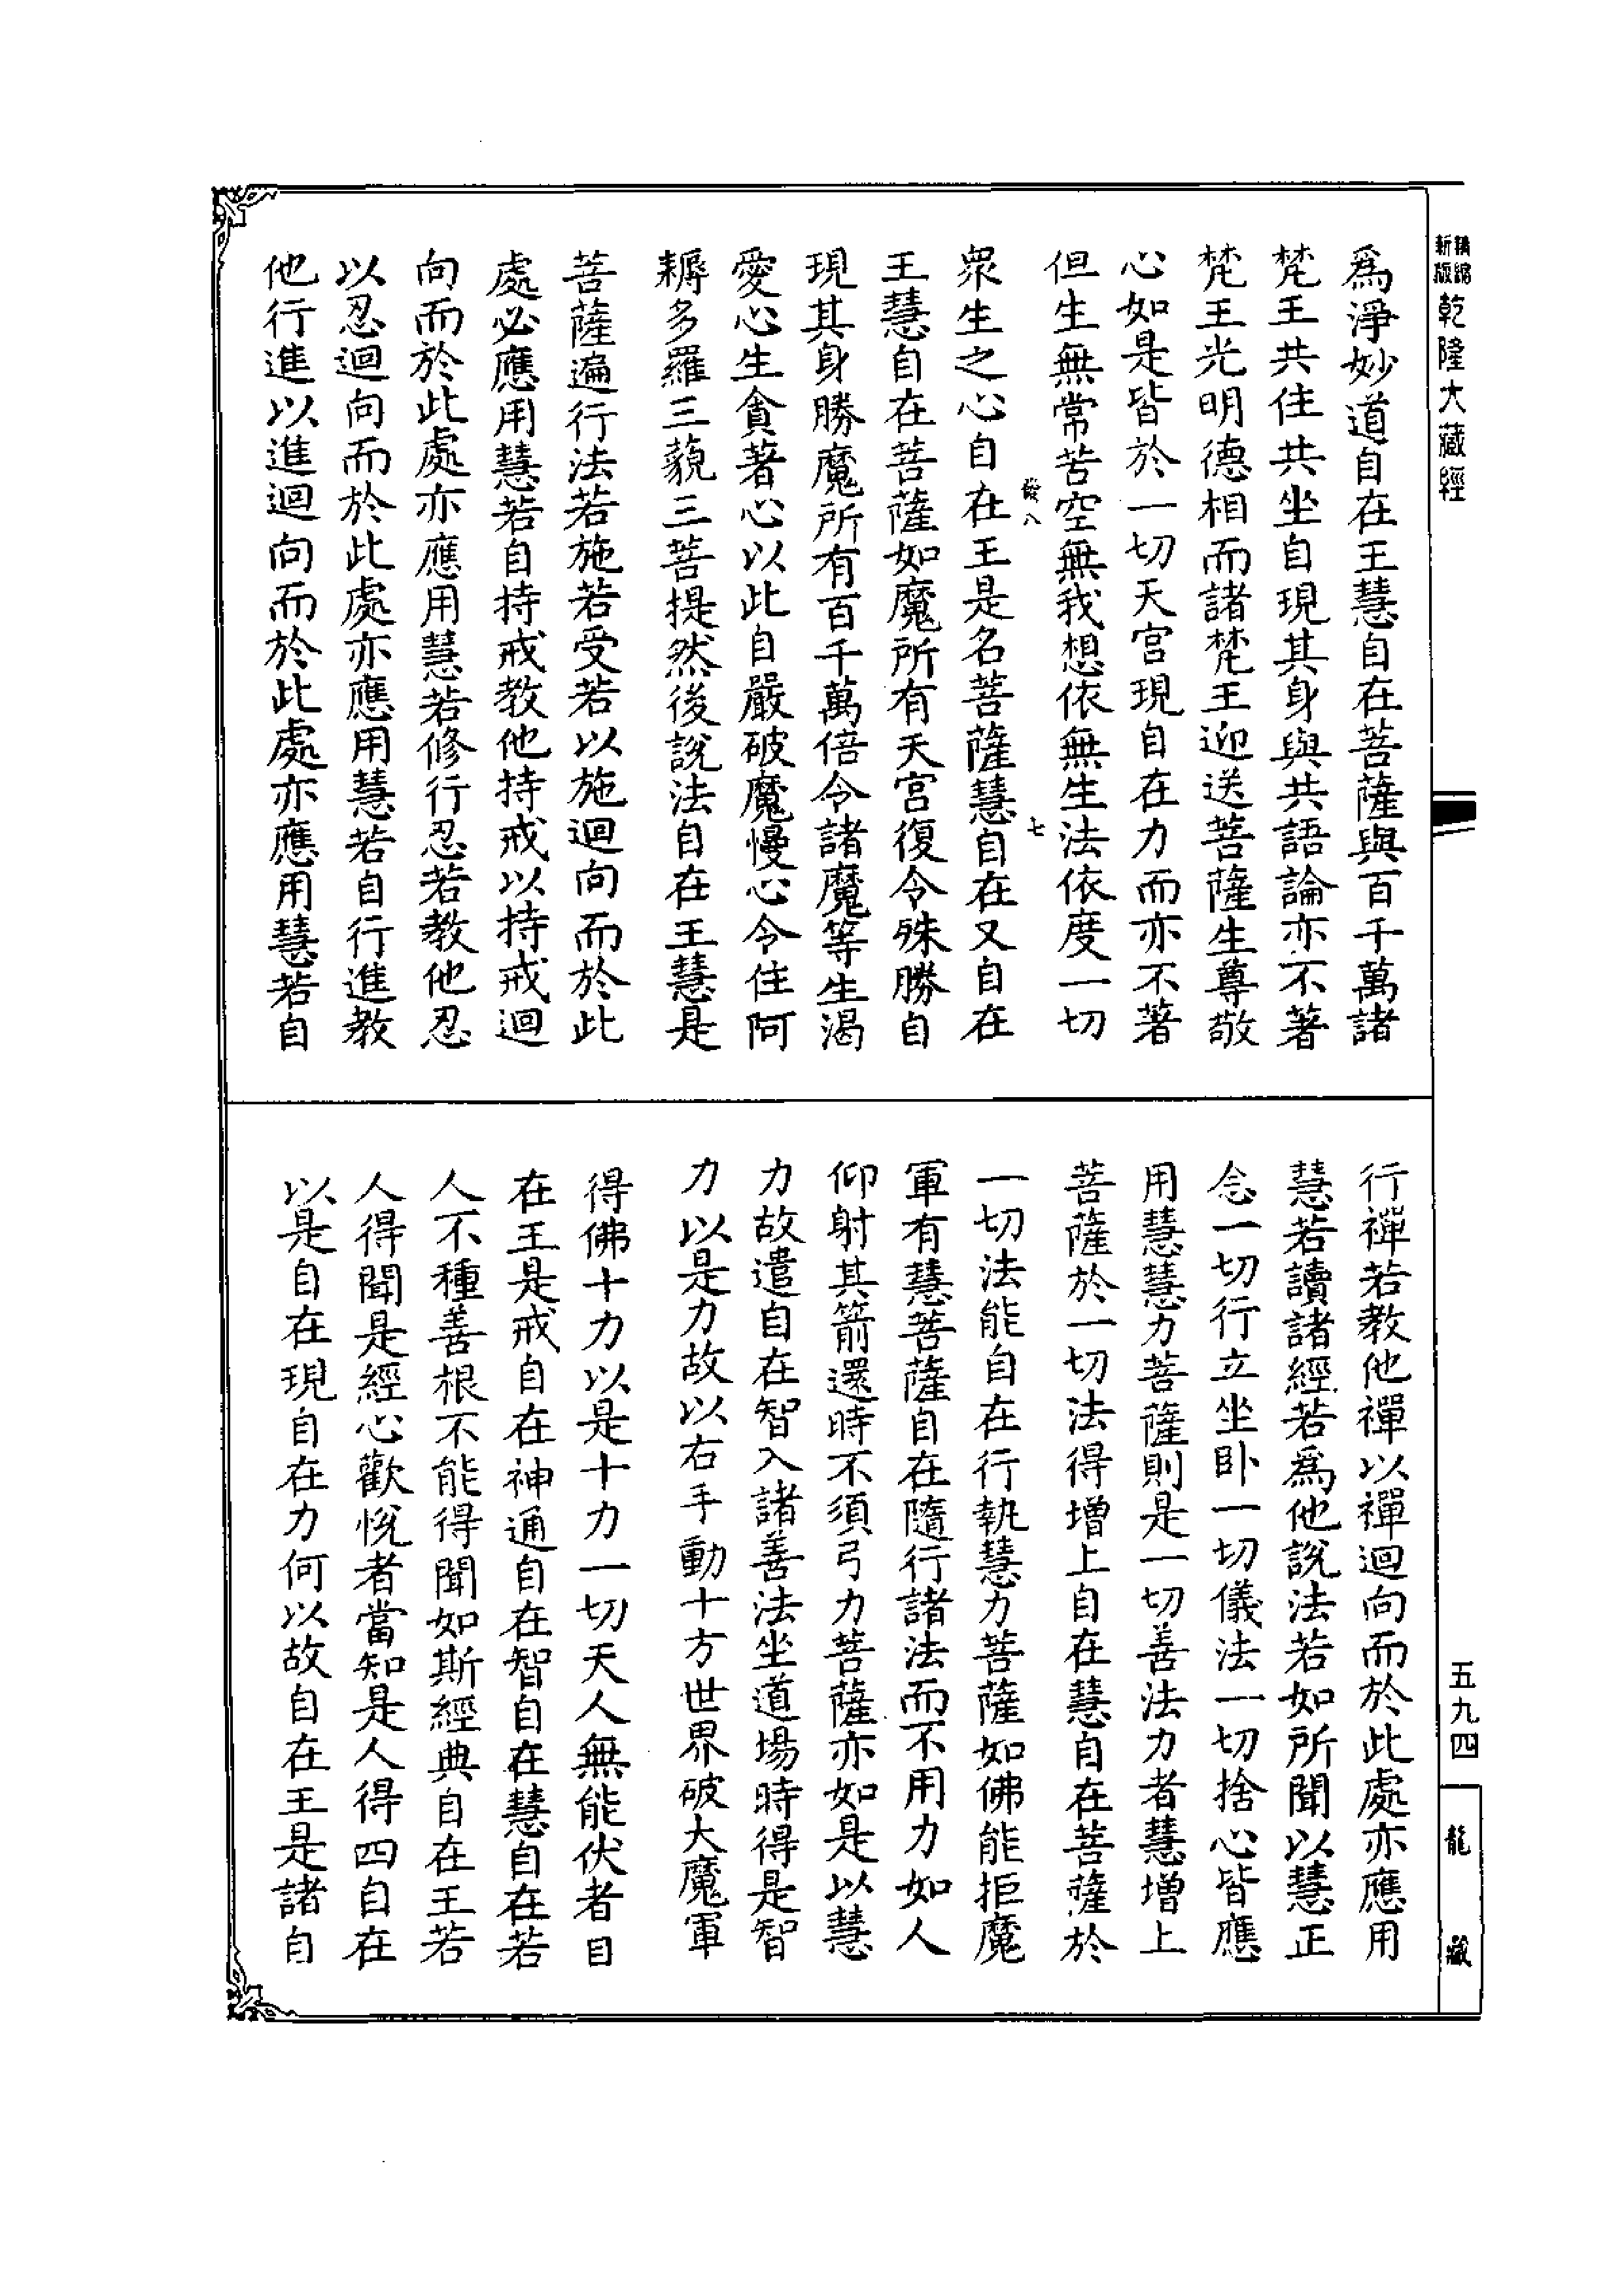 新版
精縮
乾隆大藏經
為淨妙道自在王慧自在菩薩與百千萬諸
梵王共住共坐自現其身與共語論亦不著
梵王光明德相而諸梵王迎送菩薩生尊敬
心如是皆於一切天宮現自在力而亦不著
但生無常苦空無我想依無生法依度一切
發八
七
眾生之心自在王是名菩薩慧自在又自在
王慧自在菩薩如魔所有天宮復令殊勝自
現其身勝魔所有百千萬倍令諸魔等生渴
愛心生貪著心以此自嚴破魔慢心令住阿
耨多羅三藐三菩提然後說法自在王慧是
菩薩遍行法若施若受若以施迴向而於此
處必應用慧若自持戒教他持戒以持戒迴
向而於此處亦應用慧若修行忍若教他忍
以忍迴向而於此處亦應用慧若自行進教
他行進以進迴向而於此處亦應用慧若自
行禪若教他禪以禪迴向而於此處亦應用
慧若讀諸經若為他說法若如所聞以慧正
念一切行立坐臥一切儀法一切捨心皆應
用慧慧力菩薩則是一切善法力者慧增上
菩薩於一切法得增上自在慧自在菩薩於
一切法能自在行執慧力菩薩如佛能拒魔
軍有慧菩薩自在隨行諸法而不用力如人
仰射其箭還時不須弓力菩薩亦如是以慧
力故遣自在智入諸善法坐道場時得是智
力以是力故以右手動十方世界破大魔軍
得佛十力以是十力一切天人無能伏者自
在王是戒自在神通自在智自在慧自在若
人不種善根不能得聞如斯經典自在王若
人得聞是經心歡悅者當知是人得四自在
以是自在現自在力何以故自在王是諸自
五九四
龍藏